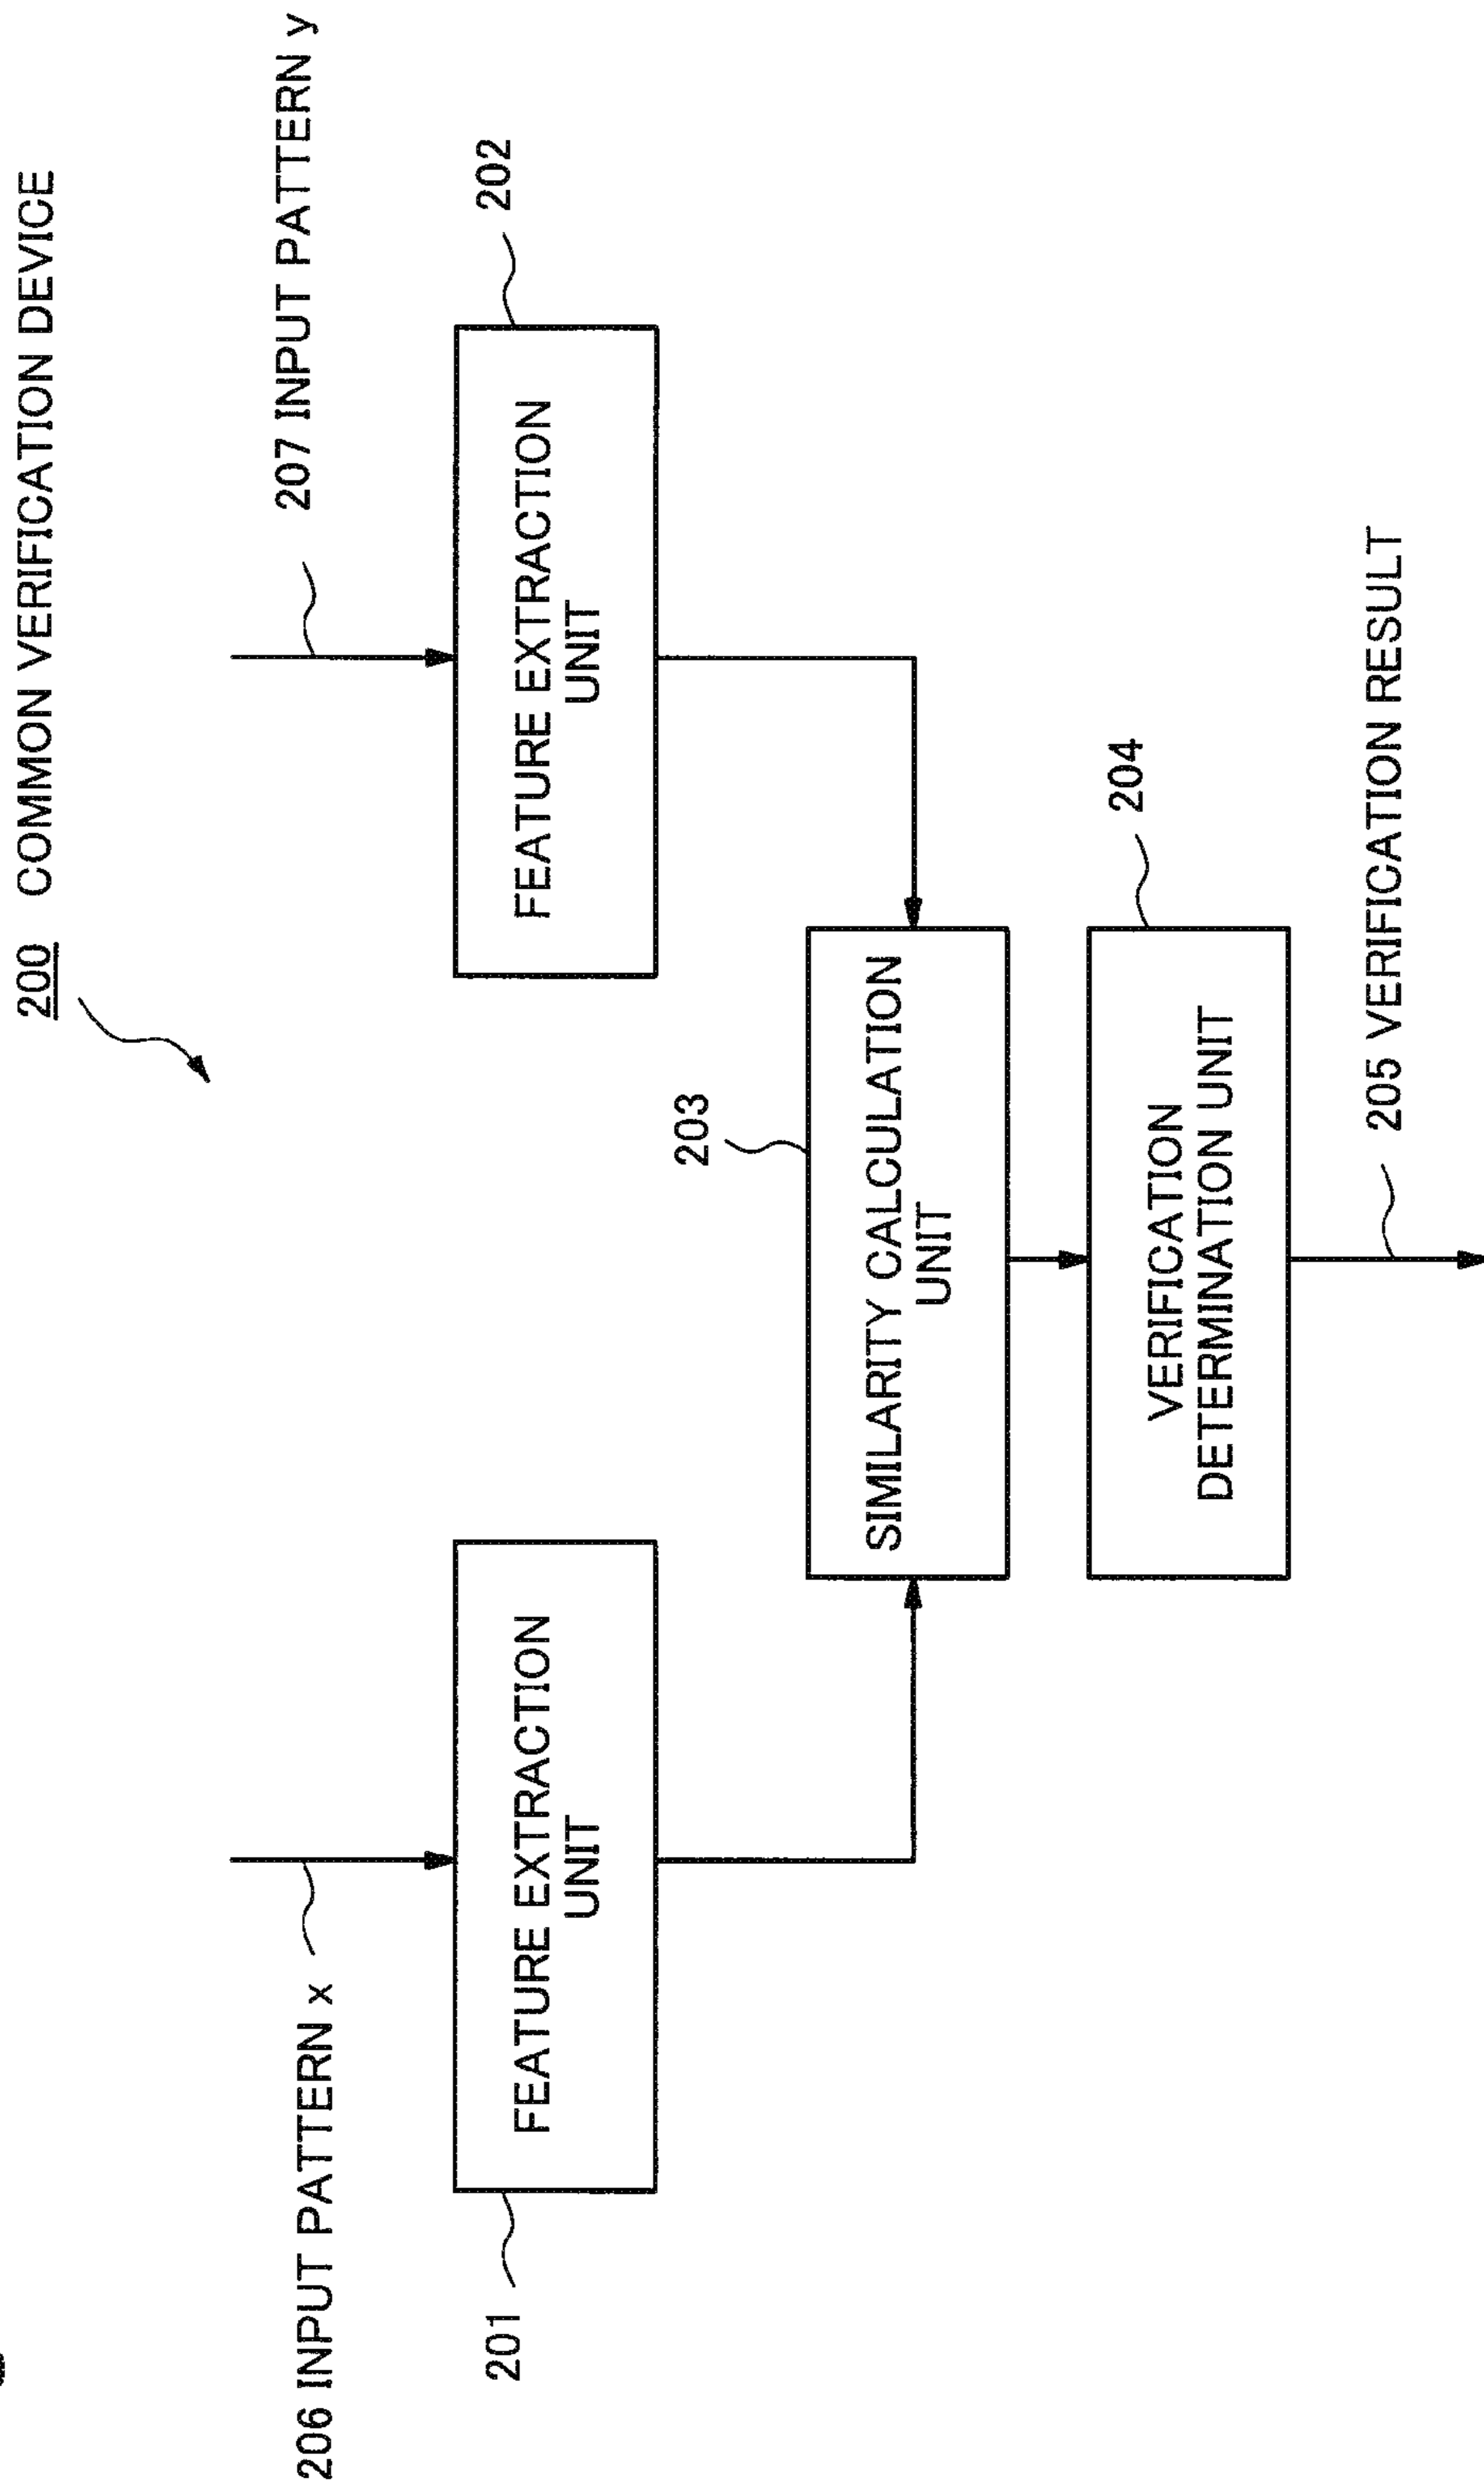 200 COMMON VERIFICATION DEVICE
206 INPUT PATTERN x
207 INPUT PATTERN y
201
FEATURE EXTRACTION
UNIT
202
FEATURE EXTRACTION
UNIT
203
SIMILARITY CALCULATION
UNIT
204
VERIFICATION
DETERMINATION UNIT
205 VERIFICATION RESULT